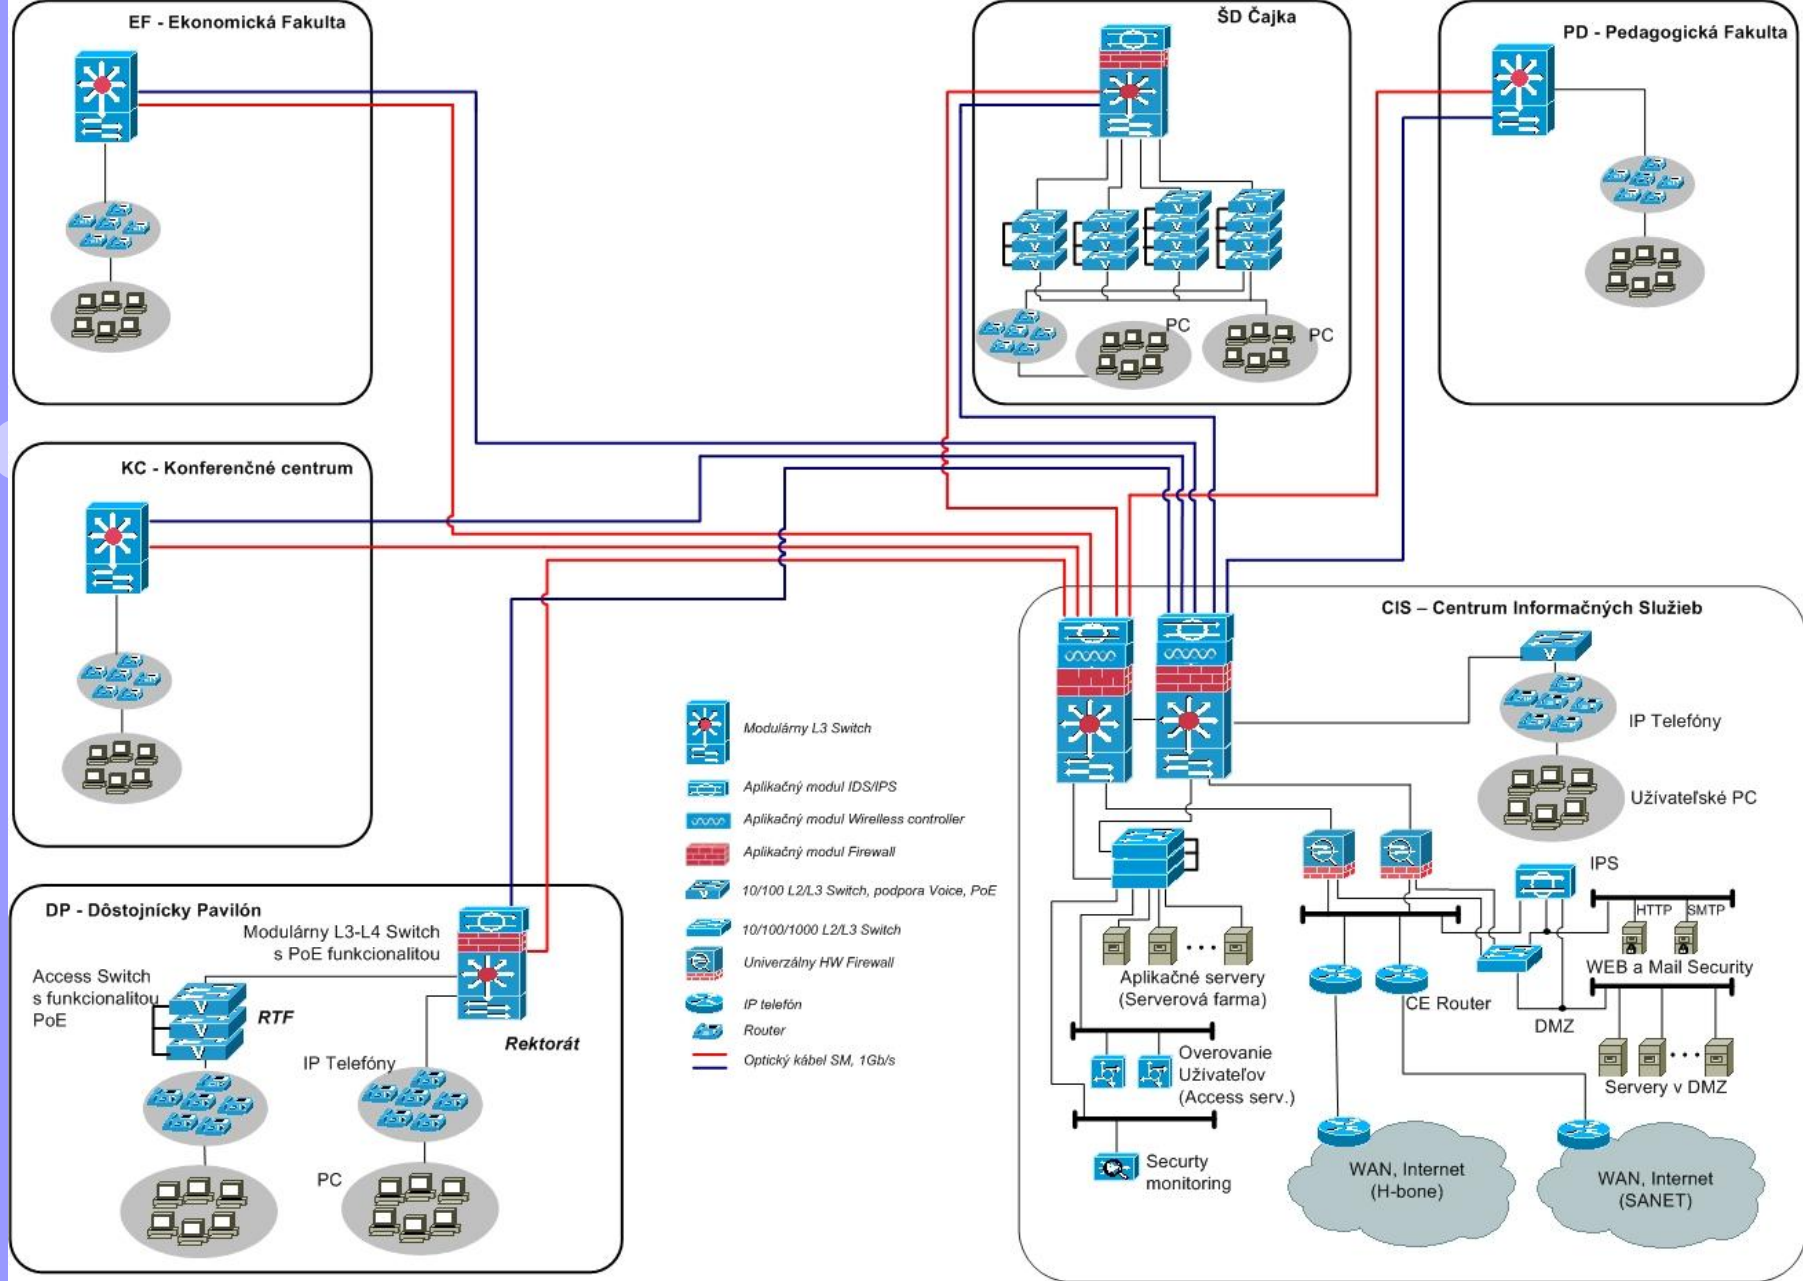 EF - Ekonomická Fakulta
ŠD Čajka
PC
PC
PD - Pedagogická Fakulta
KC - Konferenčné centrum
DP - Dôstojnícky Pavilón
Modulárny L3-L4 Switch
s PoE funkcionalitou
Access Switch
s funkcionalitou
PoE
RTF
Rektorát
IP Telefóny
PC
Modulárny L3 Switch
Aplikačný modul IDS/IPS
Aplikačný modul Wirelless controller
Aplikačný modul Firewall
10/100 L2/L3 Switch, podpora Voice, PoE
10/100/1000 L2/L3 Switch
Univerzálny HW Firewall
IP telefón
Router
Optický kábel SM, 1Gb/s
CIS – Centrum Informačných Služieb
IP Telefóny
Užívateľské PC
IPS
HTTP
SMTP
WEB a Mail Security
Aplikačné servery
(Serverová farma)
CE Router
DMZ
Servery v DMZ
Overovanie
Užívateľov
(Access serv.)
Securty
monitoring
WAN, Internet
(H-bone)
WAN, Internet
(SANET)